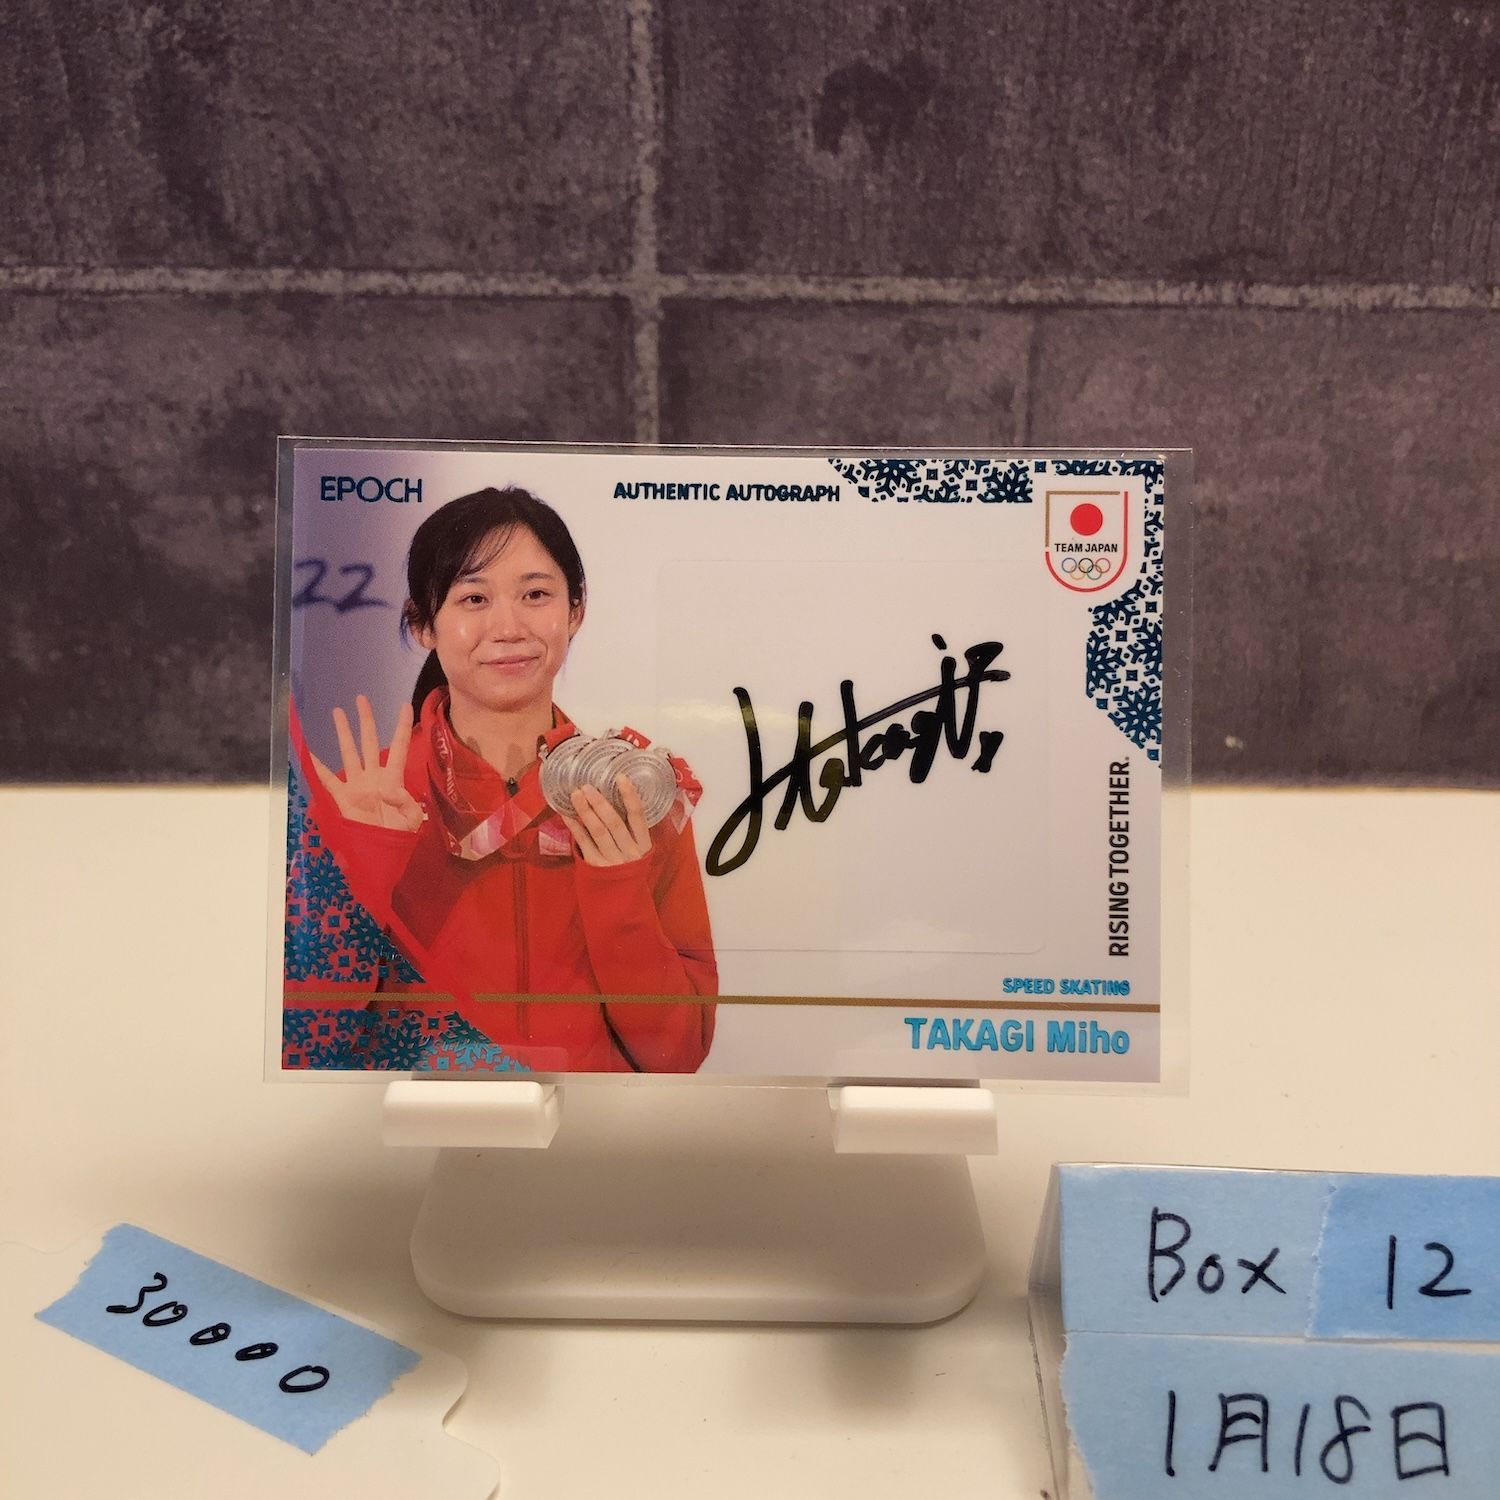 EPOCH
AUTHENTIC AUTOGRAPH
TEAM JAPAN
22
RISING TOGETHER.
SPEED SKATING
TAKAGI Miho
30000
Box 12
1月18日